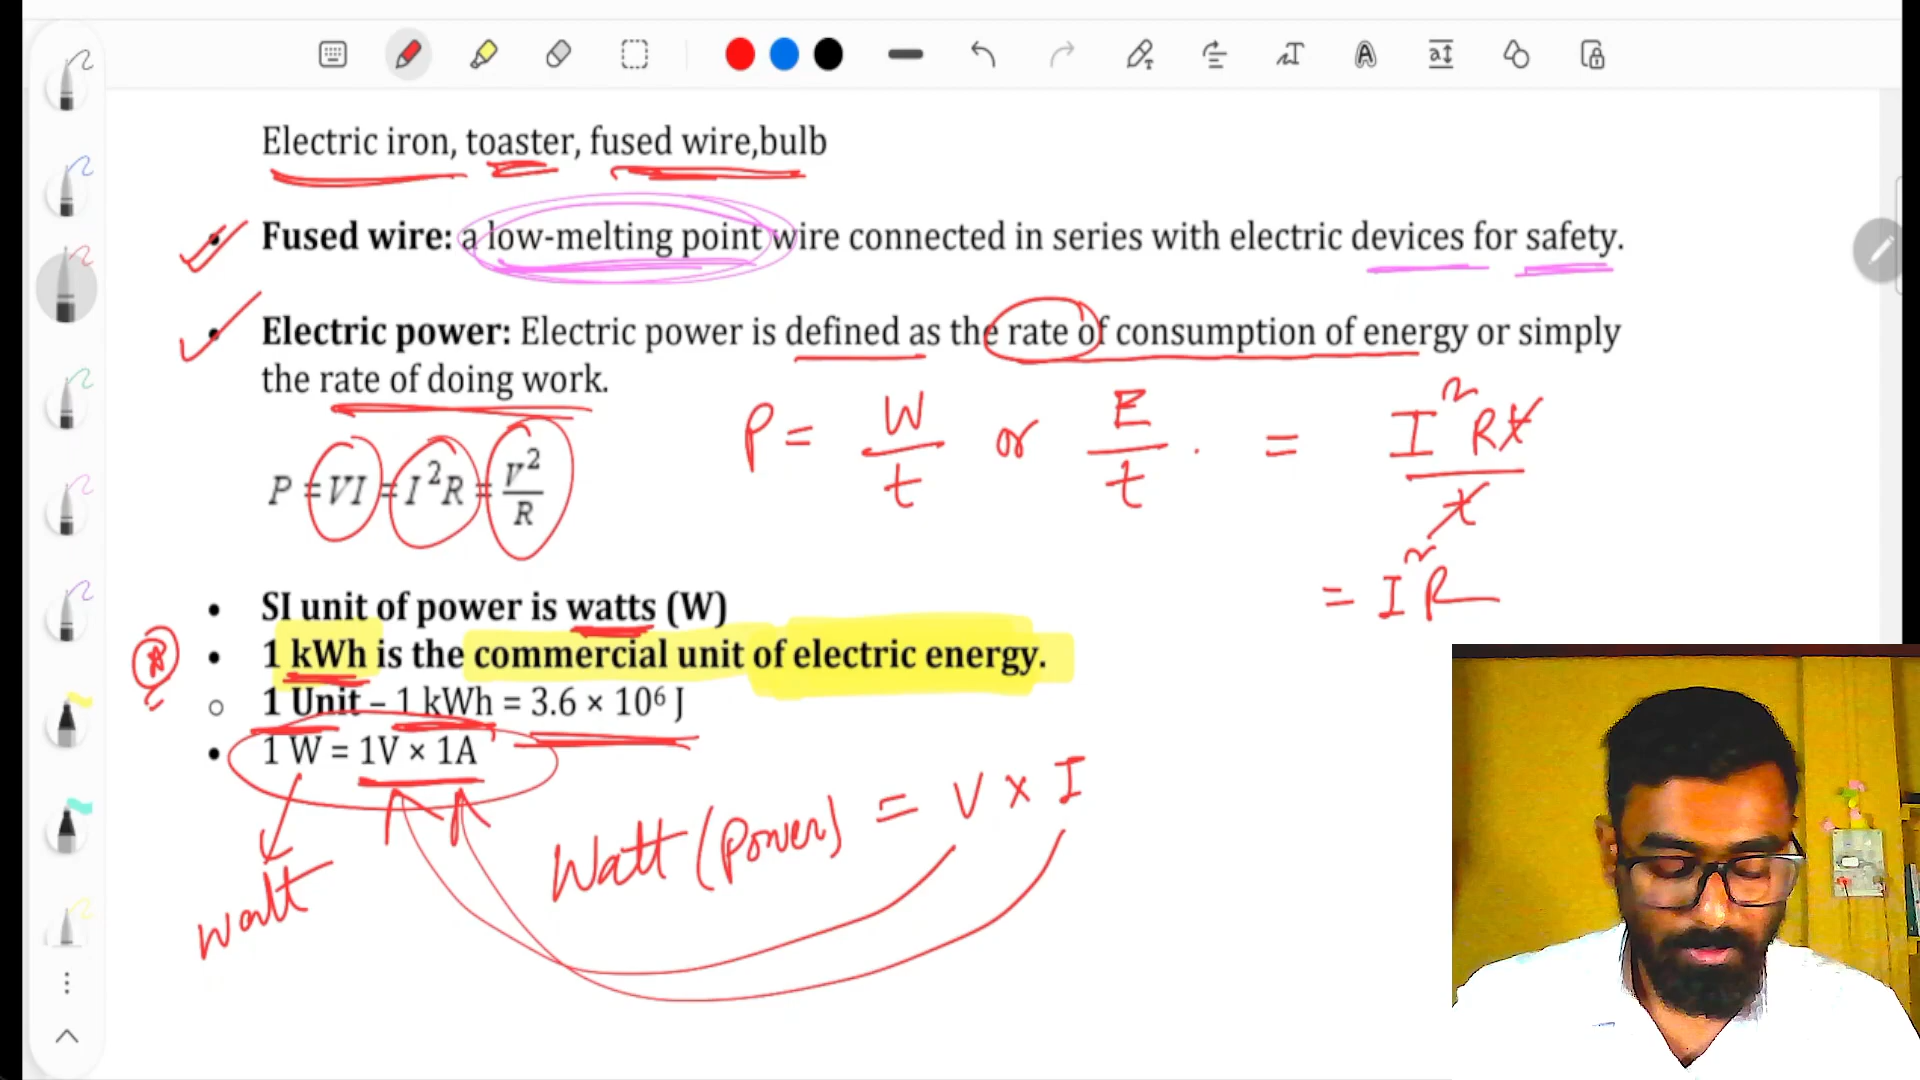 Electric iron, toaster, fused wire,bulb
• Fused wire: a low-melting point wire connected in series with electric devices for safety.
• Electric power: Electric power is defined as the rate of consumption of energy or simply
the rate of doing work.
P = W/t or E/t . = I²Rt/t
P = VI = I²R = V²/R
= I²R
• SI unit of power is watts (W)
• 1 kWh is the commercial unit of electric energy.
○ 1 Unit – 1 kWh = 3.6 × 10⁶ J
• 1 W = 1V × 1A
Watt (Power) = V × I
watt